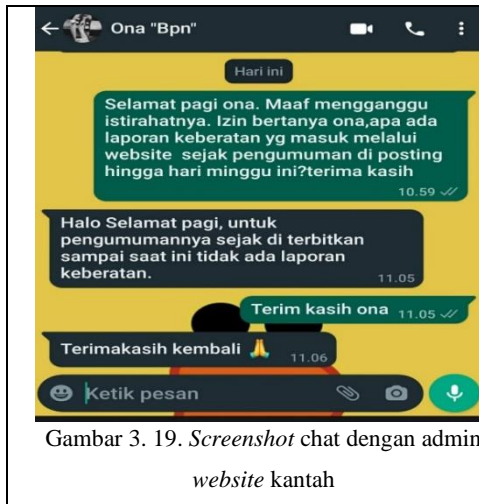 Ona "Bpn"
Hari ini
Selamat pagi ona. Maaf mengganggu
istirahatnya. Izin bertanya ona,apa ada
laporan keberatan yg masuk melalui
website sejak pengumuman di posting
hingga hari minggu ini?terima kasih
10.59
Halo Selamat pagi, untuk
pengumumannya sejak di terbitkan
sampai saat ini tidak ada laporan
keberatan.
11.05
Terim kasih ona 11.05
Terimakasih kembali 🙏 11.06
Ketik pesan
Gambar 3. 19. Screenshot chat dengan admin
website kantah